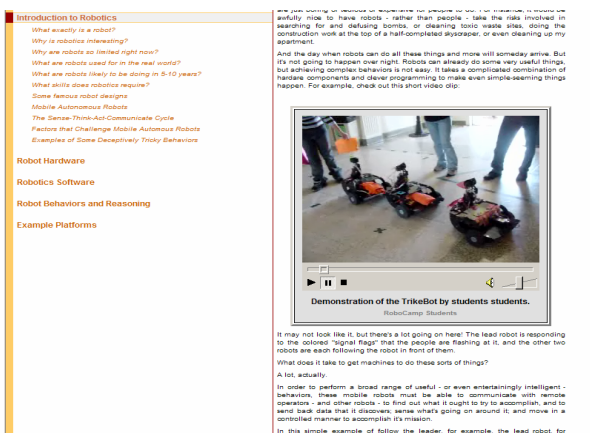 Introduction to Robotics
What exactly is a robot?
Why is robotics interesting?
Why are robots so limited right now?
What are robots used for in the real world?
What are robots likely to be doing in 5-10 years?
What skills does robotics require?
Some famous robot designs
Mobile Autonomous Robots
The Sense-Think-Act-Communicate Cycle
Factors that Challenge Mobile Automous Robots
Examples of Some Deceptively Tricky Behaviors
Robot Hardware
Robotics Software
Robot Behaviors and Reasoning
Example Platforms
are just boring or tedious or expensive for people to do. For instance, it would be
awfully nice to have robots - rather than people - take the risks involved in
searching for and defusing bombs, or cleaning toxic waste sites, doing the
construction work at the top of a half-completed skyscraper, or even cleaning up my
apartment.
And the day when robots can do all these things and more will someday arrive. But
it's not going to happen over night. Robots can already do some very useful things,
but achieving complex behaviors is not easy. It takes a complicated combination of
hardare components and clever programming to make even simple-seeming things
happen. For example, check out this short video clip:
Demonstration of the TrikeBot by students students.
RoboCamp Students
It may not look like it, but there's a lot going on here! The lead robot is responding
to the colored "signal flags" that the people are flashing at it, and the other two
robots are each following the robot in front of them.
What does it take to get machines to do these sorts of things?
A lot, actually.
In order to perform a broad range of useful - or even entertainingly intelligent -
behaviors, these mobile robots must be able to communicate with remote
operators - and other robots - to find out what it ought to try to accomplish, and to
send back data that it discovers; sense what's going on around it; and move in a
controlled manner to accomplish it's mission.
In this simple example of follow the leader, for example, the lead robot, for